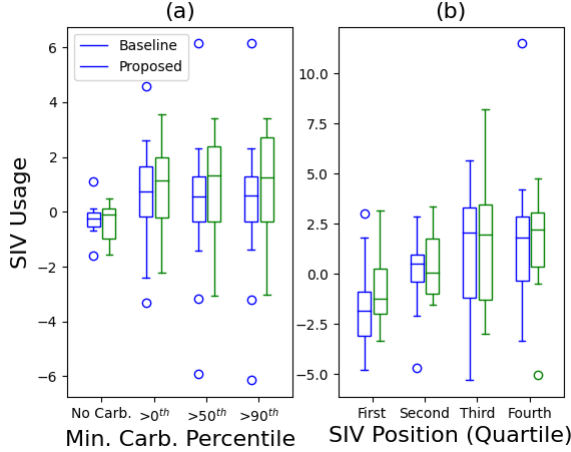 (a)
(b)
Baseline
Proposed
SIV Usage
6
4
2
0
−2
−4
−6
No Carb.
>0th
>50th
>90th
Min. Carb. Percentile
10.0
7.5
5.0
2.5
0.0
−2.5
−5.0
First
Second
Third
Fourth
SIV Position (Quartile)